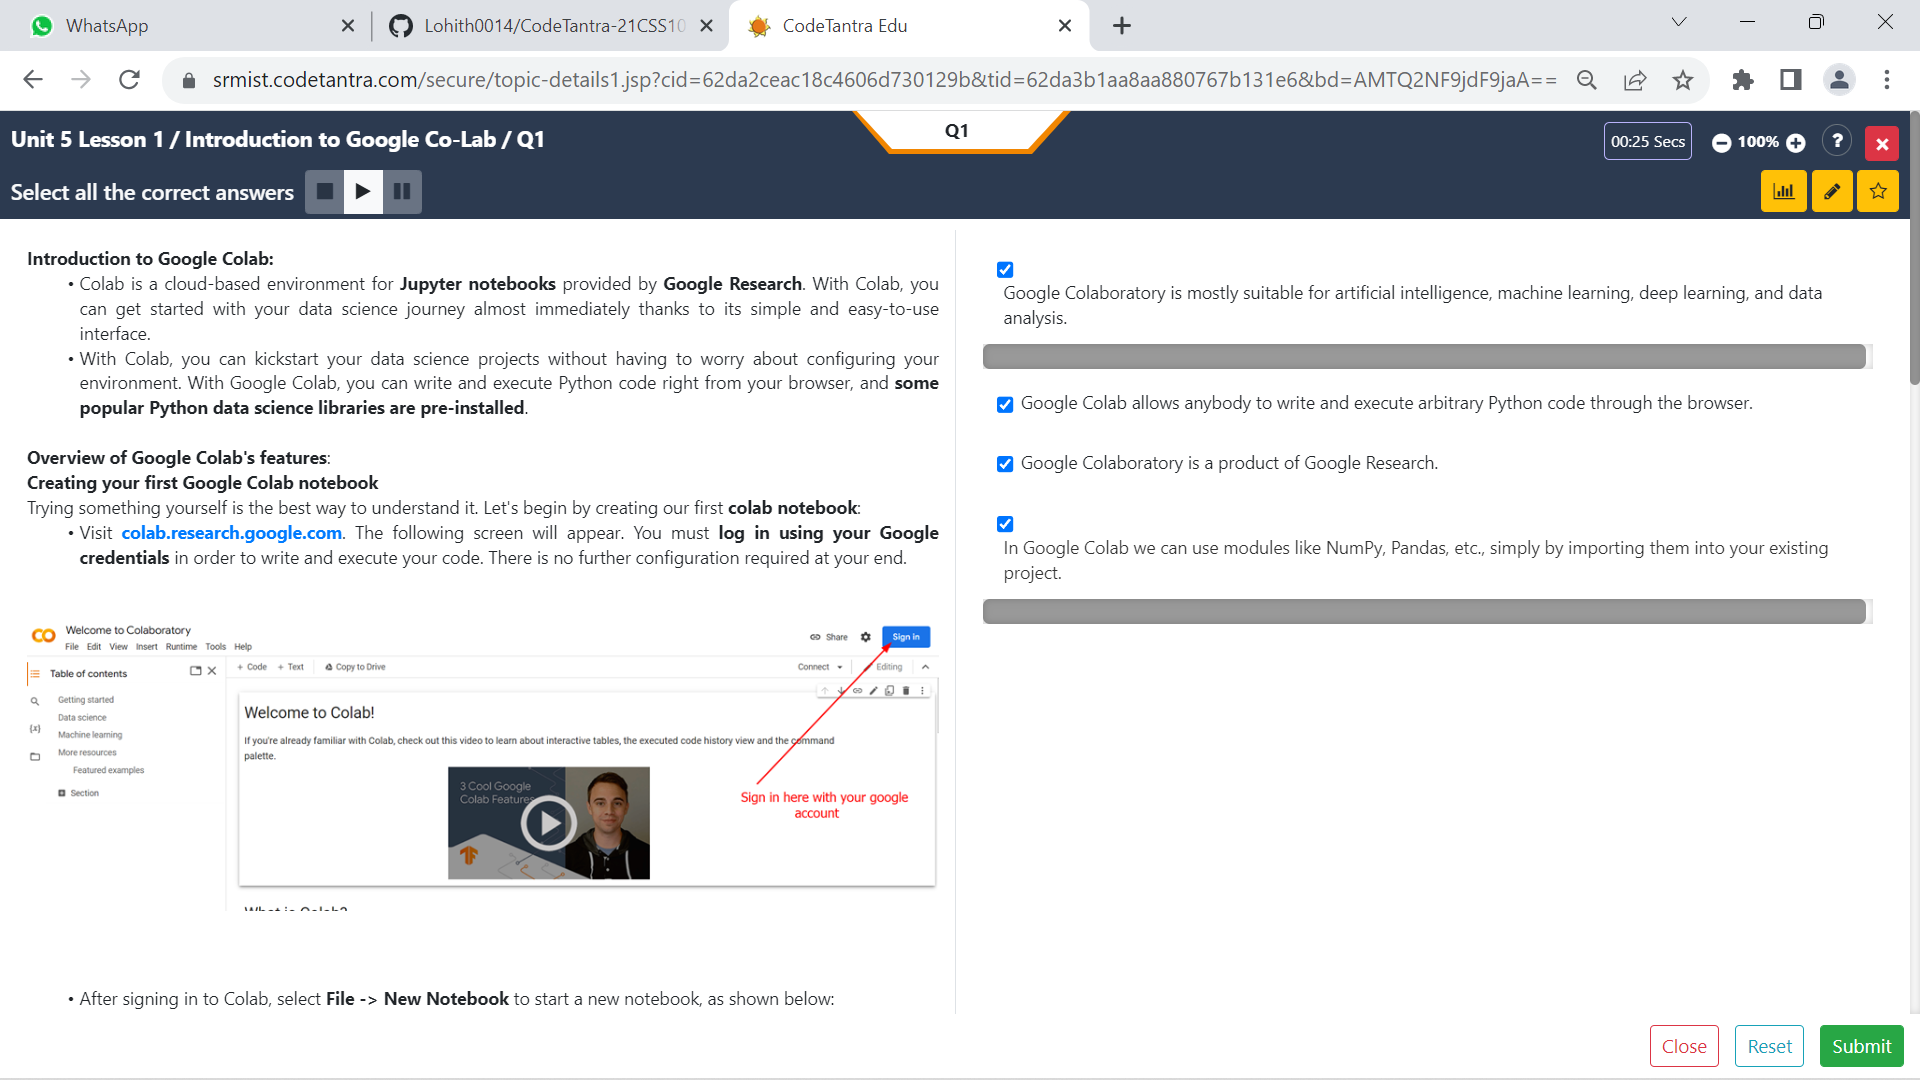 WhatsApp
Lohith0014/CodeTantra-21CSS10
CodeTantra Edu
srmist.codetantra.com/secure/topic-details1.jsp?cid=62da2ceac18c4606d730129b&tid=62da3b1aa8aa880767b131e6&bd=AMTQ2NF9jdF9jaA==
Unit 5 Lesson 1 / Introduction to Google Co-Lab / Q1
Q1
00:25 Secs
100%
?
Select all the correct answers
Introduction to Google Colab:
• Colab is a cloud-based environment for Jupyter notebooks provided by Google Research. With Colab, you
can get started with your data science journey almost immediately thanks to its simple and easy-to-use
interface.
• With Colab, you can kickstart your data science projects without having to worry about configuring your
environment. With Google Colab, you can write and execute Python code right from your browser, and some
popular Python data science libraries are pre-installed.
Overview of Google Colab's features:
Creating your first Google Colab notebook
Trying something yourself is the best way to understand it. Let's begin by creating our first colab notebook:
• Visit colab.research.google.com. The following screen will appear. You must log in using your Google
credentials in order to write and execute your code. There is no further configuration required at your end.
Welcome to Colaboratory
File Edit View Insert Runtime Tools Help
Share
Sign in
Table of contents
+ Code + Text
Copy to Drive
Connect
Editing
Getting started
Data science
Machine learning
More resources
Featured examples
Section
{x}
Welcome to Colab!
If you're already familiar with Colab, check out this video to learn about interactive tables, the executed code history view and the command
palette.
3 Cool Google
Colab Features
Sign in here with your google
account
What is Colab?
• After signing in to Colab, select File -> New Notebook to start a new notebook, as shown below:
Google Colaboratory is mostly suitable for artificial intelligence, machine learning, deep learning, and data
analysis.
Google Colab allows anybody to write and execute arbitrary Python code through the browser.
Google Colaboratory is a product of Google Research.
In Google Colab we can use modules like NumPy, Pandas, etc., simply by importing them into your existing
project.
Close
Reset
Submit